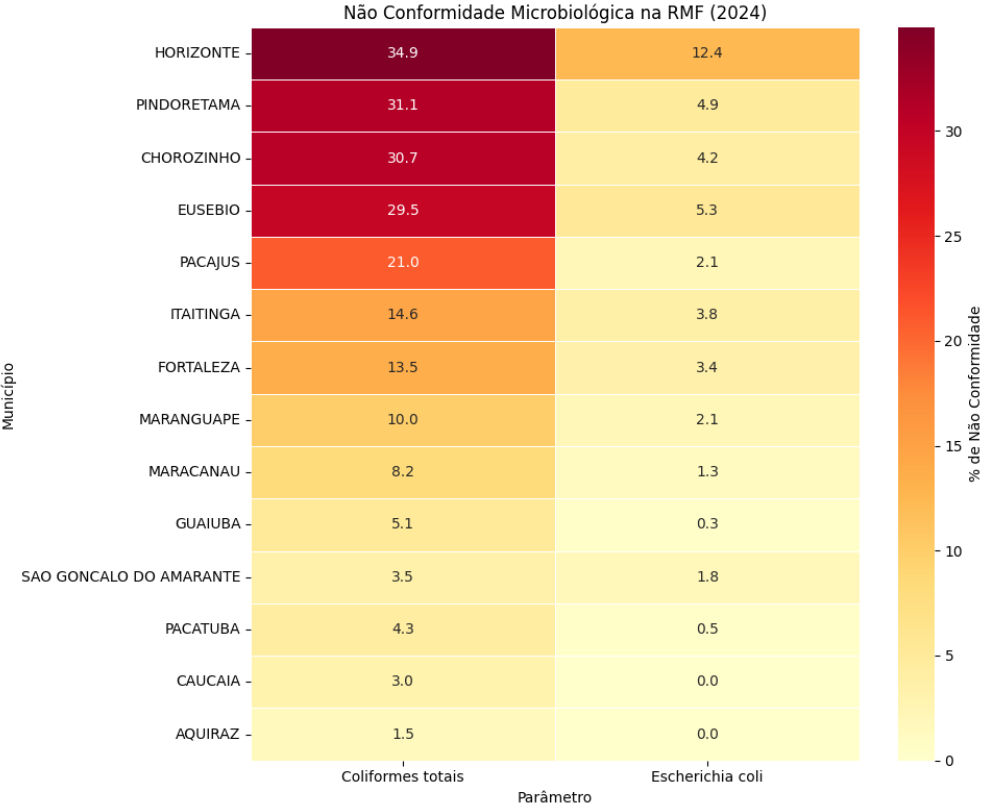 Não Conformidade Microbiológica na RMF (2024)
HORIZONTE 34.9 12.4
PINDORETAMA 31.1 4.9
CHOROZINHO 30.7 4.2
EUSEBIO 29.5 5.3
PACAJUS 21.0 2.1
ITAITINGA 14.6 3.8
FORTALEZA 13.5 3.4
MARANGUAPE 10.0 2.1
MARACANAU 8.2 1.3
GUAIUBA 5.1 0.3
SAO GONCALO DO AMARANTE 3.5 1.8
PACATUBA 4.3 0.5
CAUCAIA 3.0 0.0
AQUIRAZ 1.5 0.0
Coliformes totais Escherichia coli
Parâmetro
Município
30
25
20
15
10
5
0
% de Não Conformidade